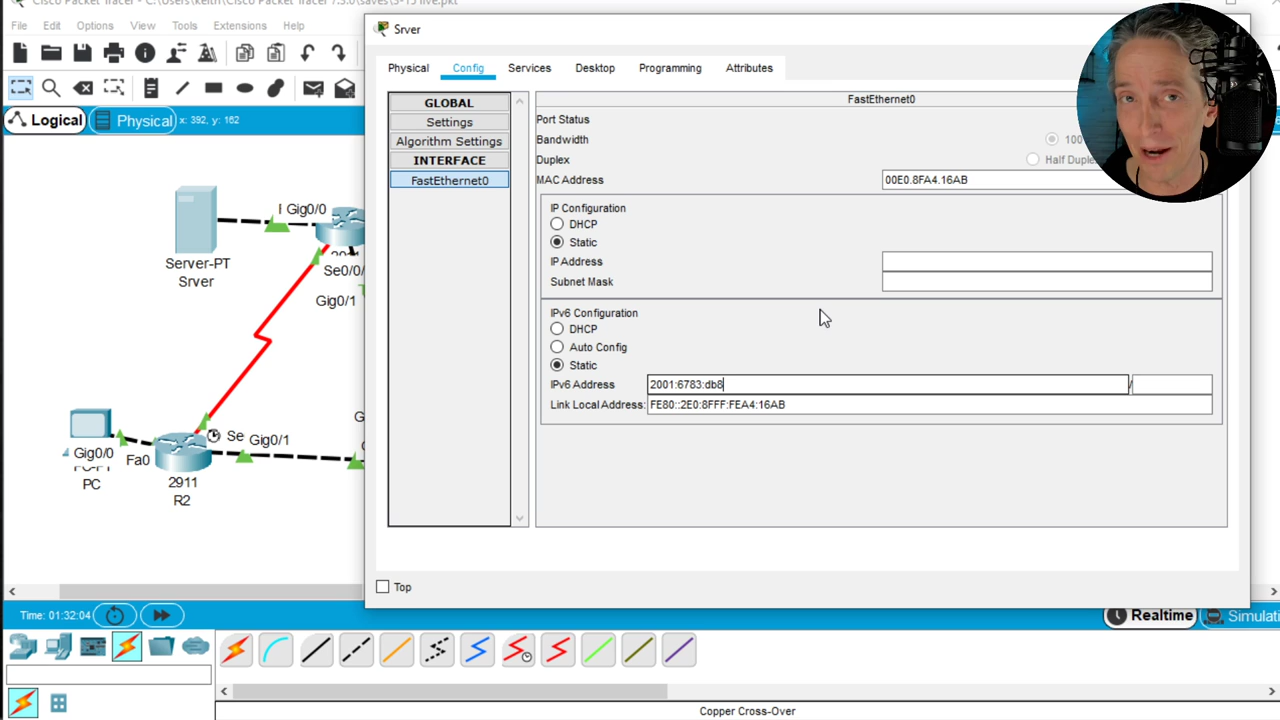 Cisco Packet Tracer - C:\Users\keith\Cisco Packet Tracer 7.3.0\saves\3-15 live.pkt
File Edit Options View Tools Extensions Help
Logical Physical x: 392, y: 162
Srver
Physical Config Services Desktop Programming Attributes
GLOBAL
Settings
Algorithm Settings
INTERFACE
FastEthernet0
FastEthernet0
Port Status
Bandwidth 100
Duplex Half Duple
MAC Address 00E0.8FA4.16AB
IP Configuration
DHCP
Static
IP Address
Subnet Mask
IPv6 Configuration
DHCP
Auto Config
Static
IPv6 Address 2001:6783:db8 /
Link Local Address: FE80::2E0:8FFF:FEA4:16AB
Top
Gig0/0
Server-PT
Srver
Se0/0/
Gig0/1
Gig0/0
Fa0
PC
Se Gig0/1
2911
R2
Time: 01:32:04
Realtime Simulati
Copper Cross-Over